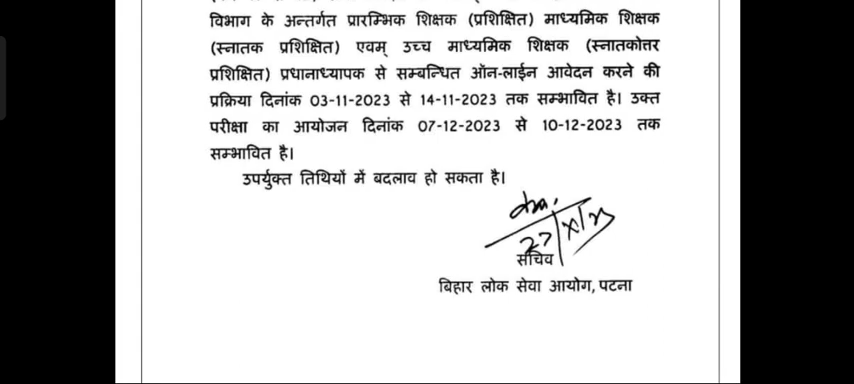 विभाग के अन्तर्गत प्रारम्भिक शिक्षक (प्रशिक्षित) माध्यमिक शिक्षक
(स्नातक प्रशिक्षित) एवम् उच्च माध्यमिक शिक्षक (स्नातकोत्तर
प्रशिक्षित) प्रधानाध्यापक से सम्बन्धित ऑन-लाईन आवेदन करने की
प्रक्रिया दिनांक 03-11-2023 से 14-11-2023 तक सम्भावित है। उक्त
परीक्षा का आयोजन दिनांक 07-12-2023 से 10-12-2023 तक
सम्भावित है।
उपर्युक्त तिथियों में बदलाव हो सकता है।
27/X/23
सचिव
बिहार लोक सेवा आयोग, पटना